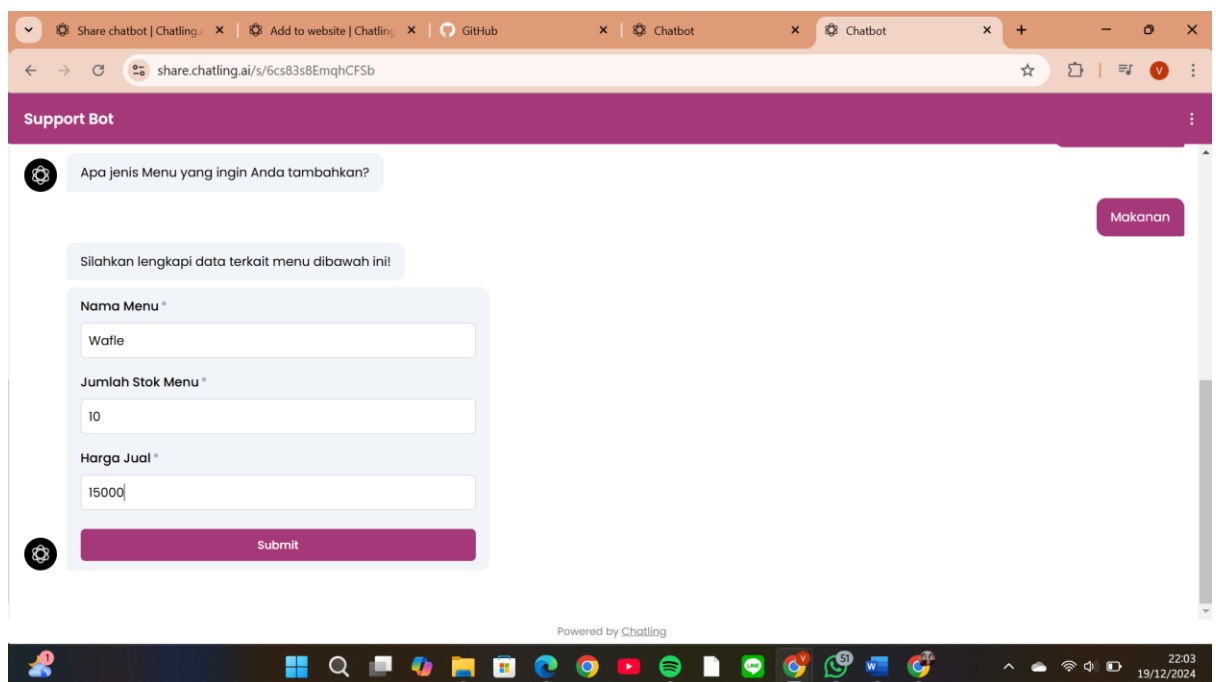 Share chatbot | Chatling.
Add to website | Chatling
GitHub
Chatbot
Chatbot
share.chatling.ai/s/6cs83s8EmqhCFSb
V
Support Bot
Apa jenis Menu yang ingin Anda tambahkan?
Makanan
Silahkan lengkapi data terkait menu dibawah ini!
Nama Menu *
Wafle
Jumlah Stok Menu *
10
Harga Jual *
15000
Submit
Powered by Chatling
1
51
22:03
19/12/2024